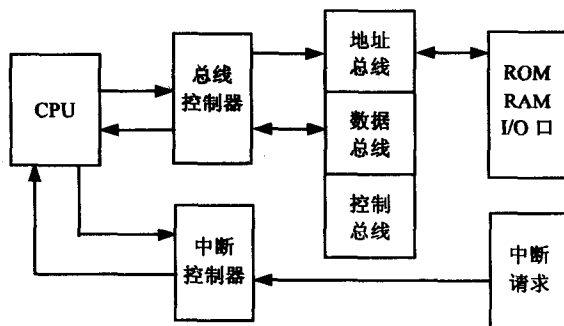 CPU
总线
控制器
地址
总线
数据
总线
控制
总线
ROM
RAM
I/O 口
中断
控制器
中断
请求